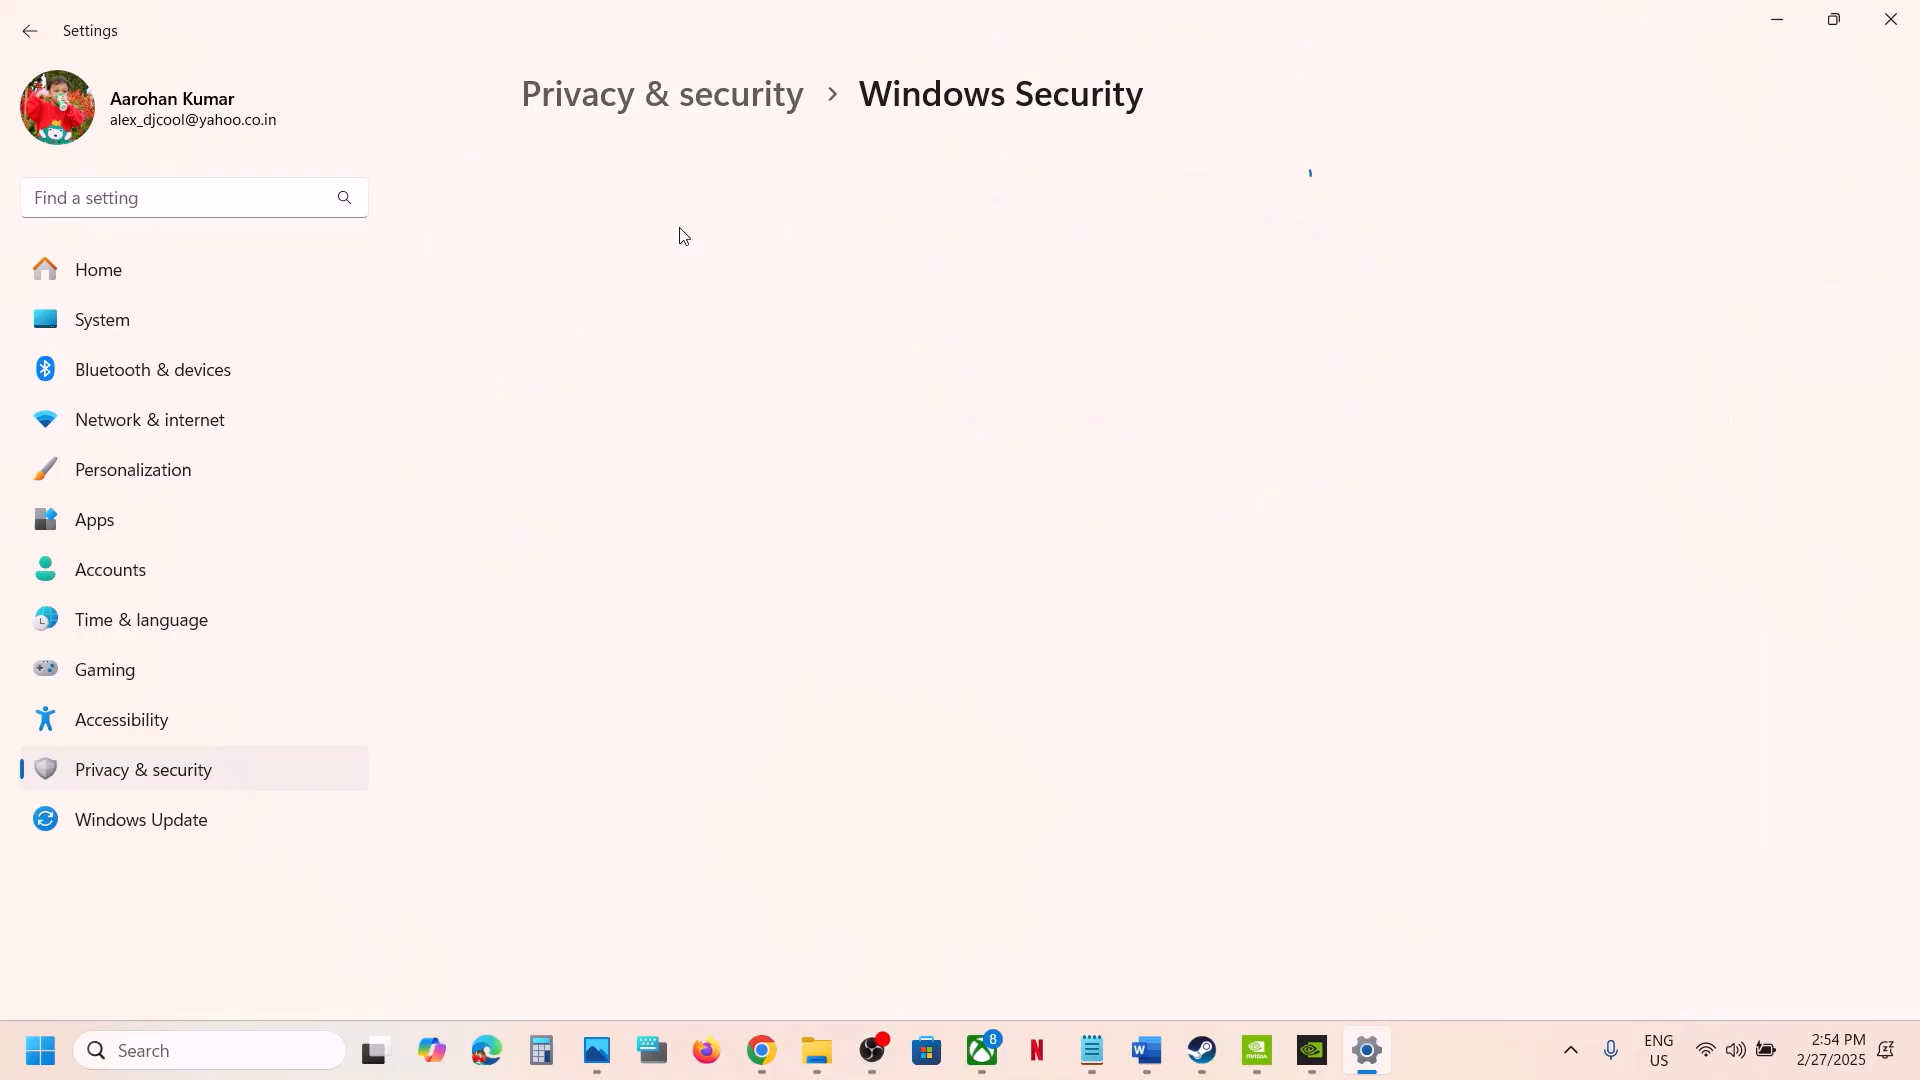 Settings
Aarohan Kumar
alex_djcool@yahoo.co.in
Privacy & security > Windows Security
Find a setting
Home
System
Bluetooth & devices
Network & internet
Personalization
Apps
Accounts
Time & language
Gaming
Accessibility
Privacy & security
Windows Update
Search
8
N
W
NVIDIA
ENG
US
2:54 PM
2/27/2025